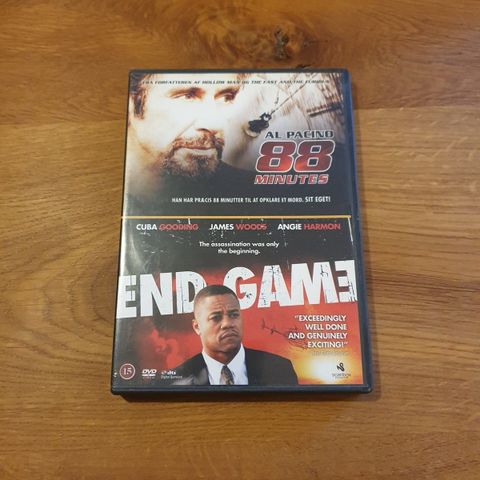 FRA FORFATTEREN AF HOLLOW MAN OG THE FAST AND THE FURIOUS
AL PACINO
88
MINUTES
HAN HAR PRÆCIS 88 MINUTTER TIL AT OPKLARE ET MORD. SIT EGET!
CUBA GOODING JAMES WOODS ANGIE HARMON
The assassination was only
the beginning.
END GAME
"EXCEEDINGLY
WELL DONE
AND GENUINELY
EXCITING!"
15
DVD
dts